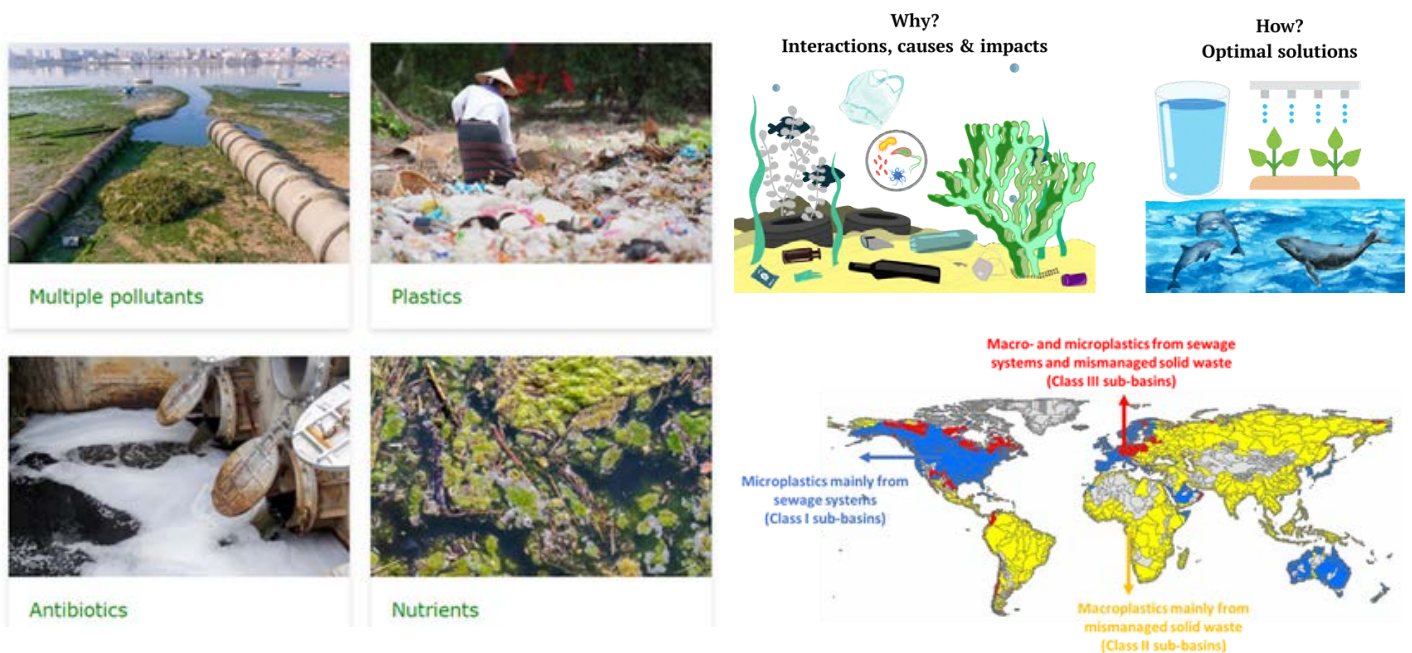 Multiple pollutants
Plastics
Antibiotics
Nutrients
Why?
Interactions, causes & impacts
How?
Optimal solutions
Macro- and microplastics from sewage
systems and mismanaged solid waste
(Class III sub-basins)
Microplastics mainly from
sewage systems
(Class I sub-basins)
Macroplastics mainly from
mismanaged solid waste
(Class II sub-basins)